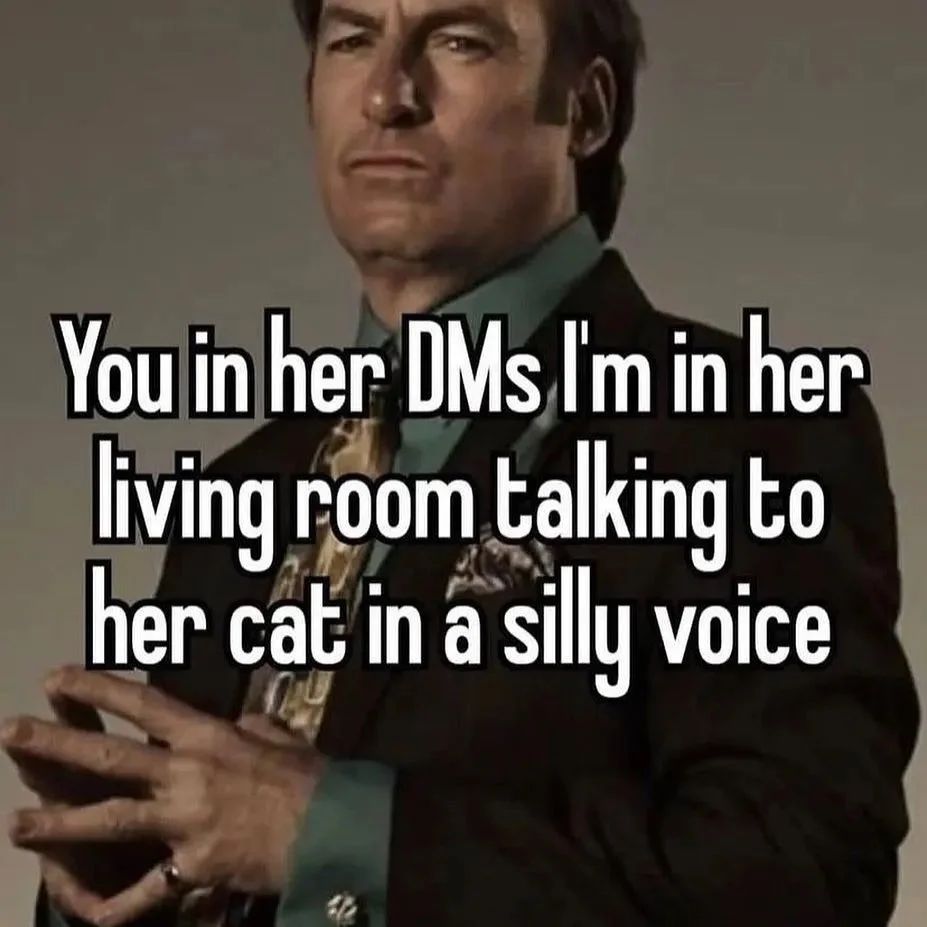 You in her DMs I'm in her
living room talking to
her cat in a silly voice